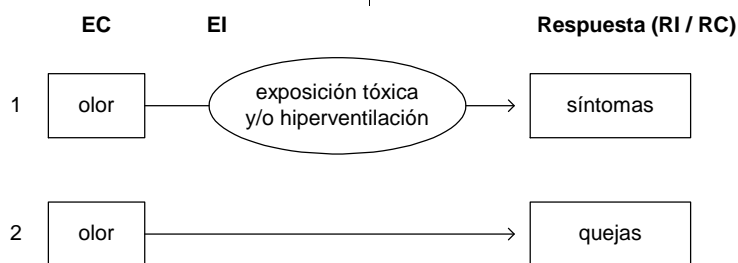 EC EI Respuesta (RI / RC)
1 olor exposición tóxica y/o hiperventilación síntomas
2 olor quejas